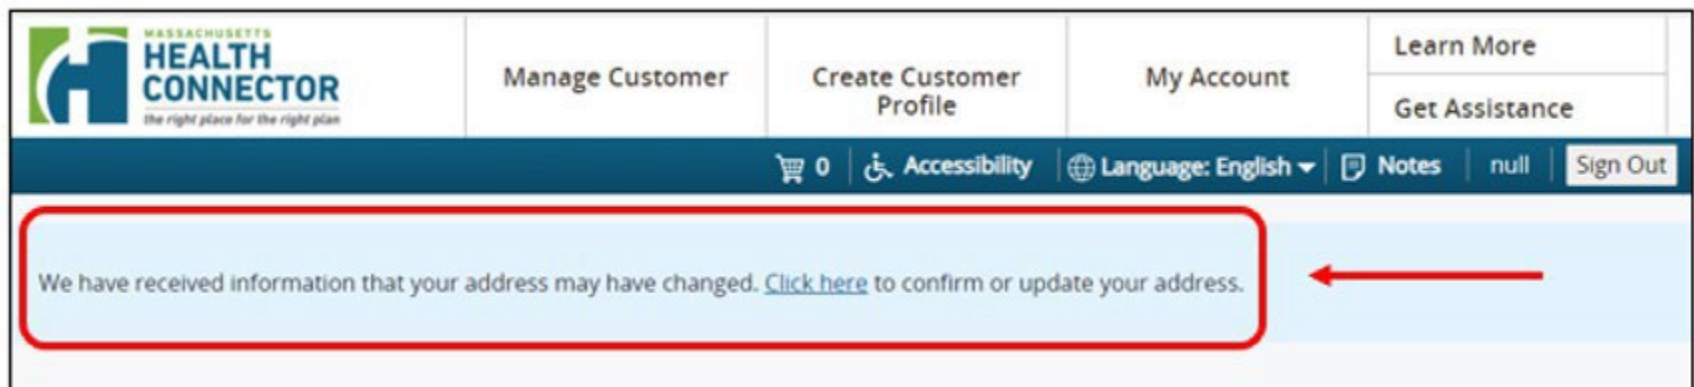 MASSACHUSETTS
HEALTH
CONNECTOR
the right place for the right plan
Manage Customer
Create Customer
Profile
My Account
Learn More
Get Assistance
0
Accessibility
Language: English
Notes
null
Sign Out
We have received information that your address may have changed. Click here to confirm or update your address.